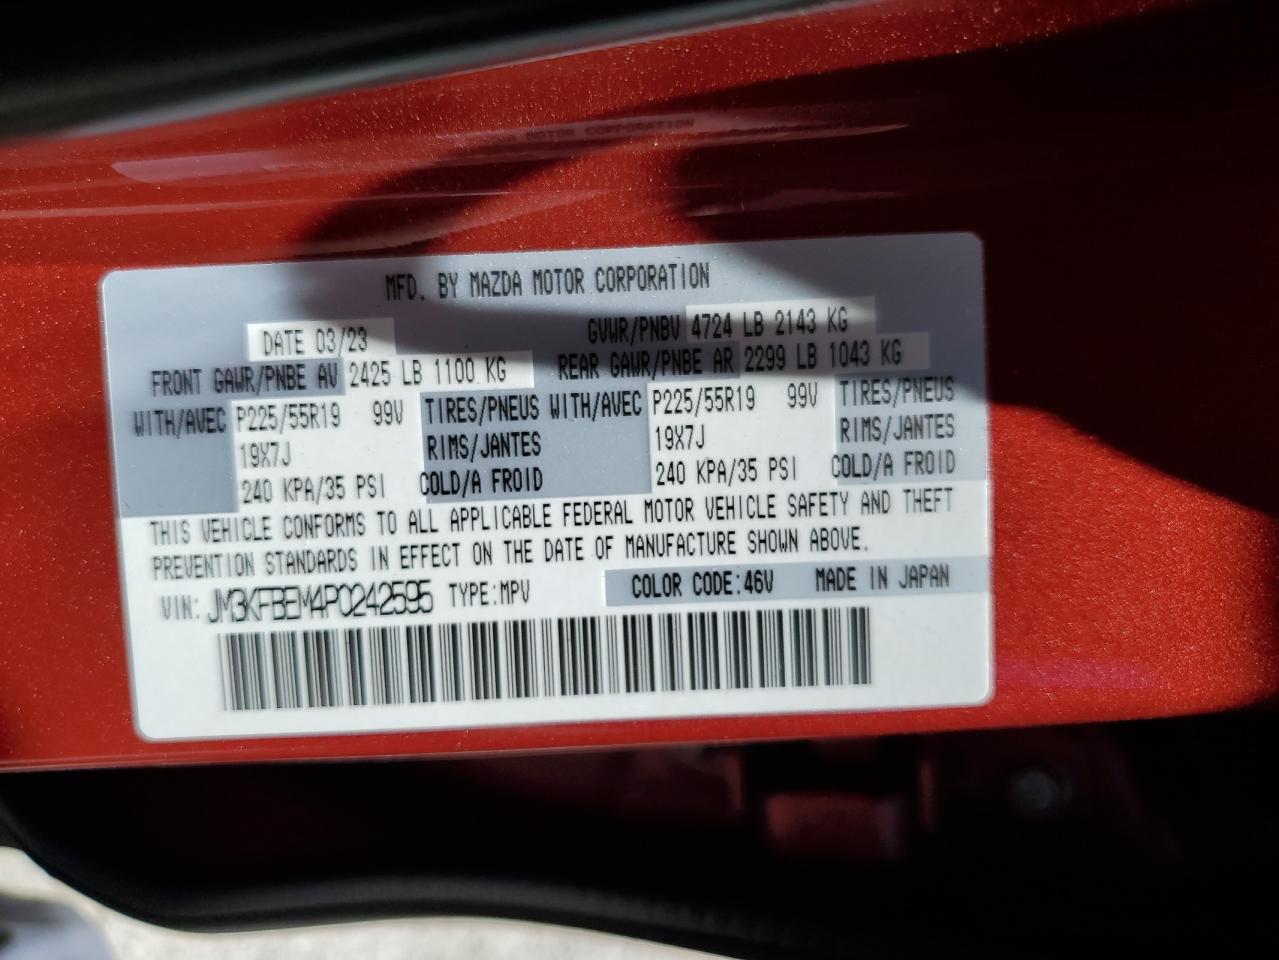 MFD. BY MAZDA MOTOR CORPORATION
DATE 03/23 GVWR/PNBV 4724 LB 2143 KG
FRONT GAWR/PNBE AV 2425 LB 1100 KG REAR GAWR/PNBE AR 2299 LB 1043 KG
WITH/AVEC P225/55R19 99V TIRES/PNEUS WITH/AVEC P225/55R19 99V TIRES/PNEUS
19X7J RIMS/JANTES 19X7J RIMS/JANTES
240 KPA/35 PSI COLD/A FROID 240 KPA/35 PSI COLD/A FROID
THIS VEHICLE CONFORMS TO ALL APPLICABLE FEDERAL MOTOR VEHICLE SAFETY AND THEFT
PREVENTION STANDARDS IN EFFECT ON THE DATE OF MANUFACTURE SHOWN ABOVE.
VIN: JM3KFBEM4P0242595 TYPE:MPV COLOR CODE:46V MADE IN JAPAN